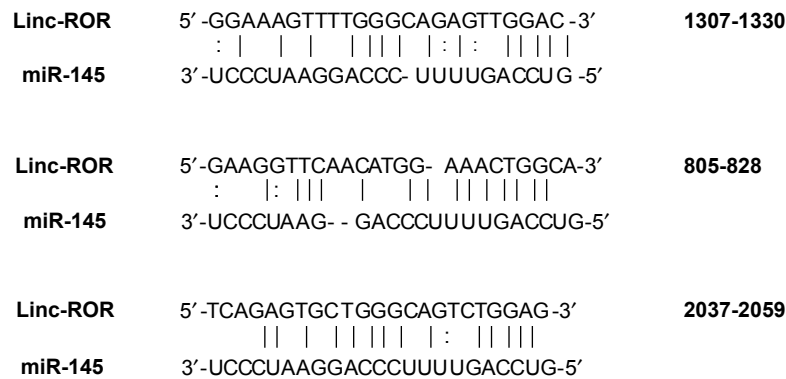 Linc-ROR 5′-GGAAAGTTTTGGGCAGAGTTGGAC-3′ 1307-1330
: | | | | | | | | : | : | | | | |
miR-145 3′-UCCCUAAGGACCC- UUUUGACCUG -5′
Linc-ROR 5′-GAAGGTTCAACATGG- AAACTGGCA-3′ 805-828
: | : | | | | | | | | | | | | |
miR-145 3′-UCCCUAAG- - GACCCUUUUGACCUG-5′
Linc-ROR 5′-TCAGAGTGCTGGGCAGTCTGGAG-3′ 2037-2059
| | | | | | | | | : | | | | |
miR-145 3′-UCCCUAAGGACCCUUUUGACCUG-5′